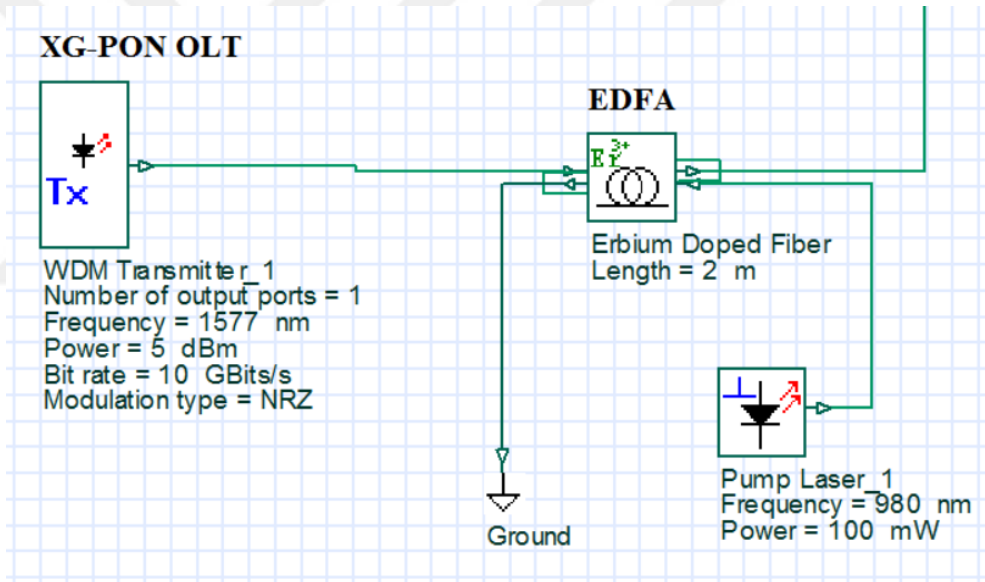 XG-PON OLT
Tx
WDM Transmitter_1
Number of output ports = 1
Frequency = 1577 nm
Power = 5 dBm
Bit rate = 10 GBits/s
Modulation type = NRZ
EDFA
Er3+
Erbium Doped Fiber
Length = 2 m
Ground
Pump Laser_1
Frequency = 980 nm
Power = 100 mW